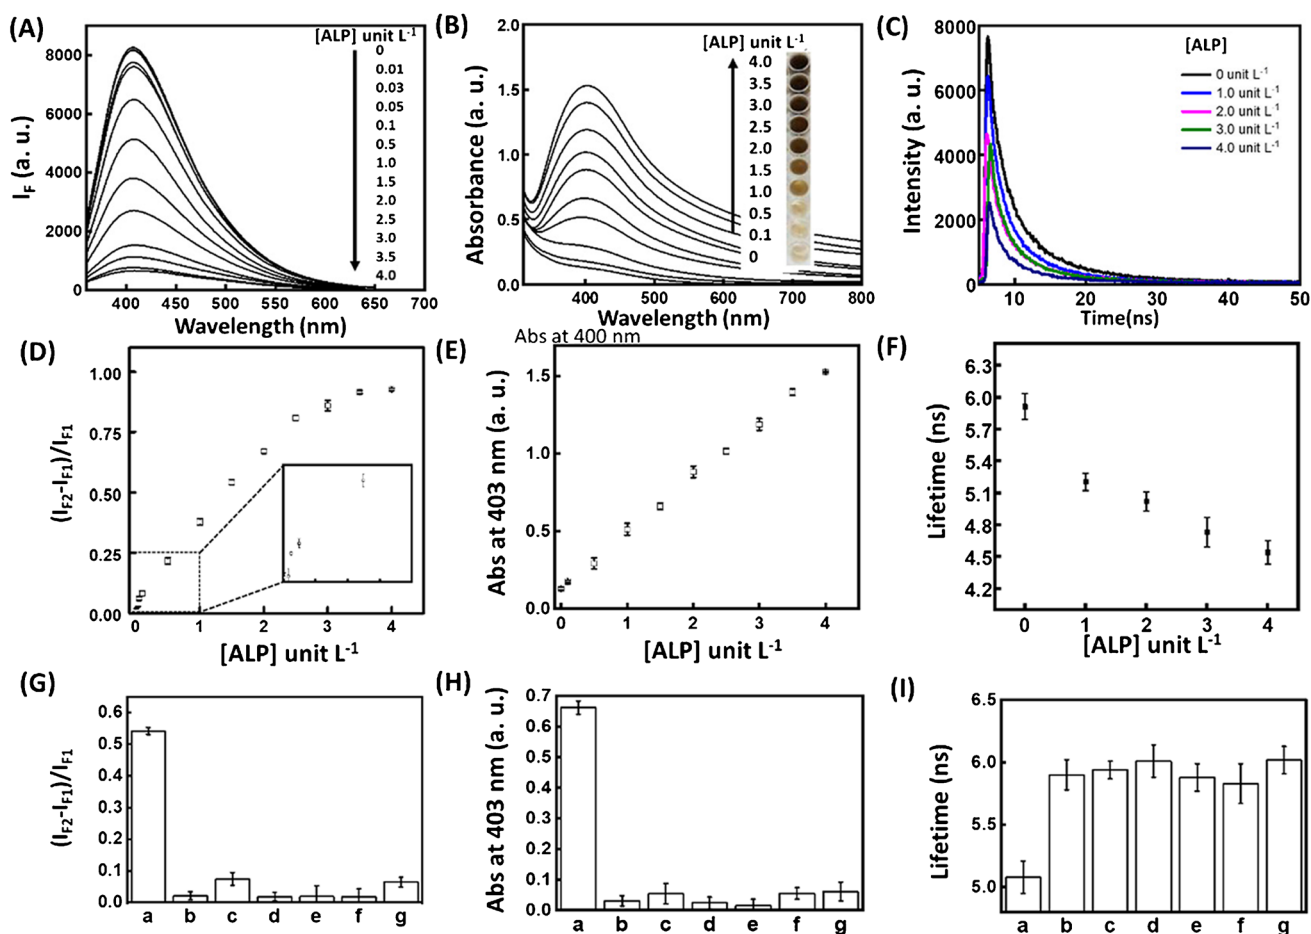 (A)
[ALP] unit L-1
0
0.01
0.03
0.05
0.1
0.5
1.0
1.5
2.0
2.5
3.0
3.5
4.0
IF (a. u.)
8000
6000
4000
2000
0
400 450 500 550 600 650 700
Wavelength (nm)
(B)
[ALP] unit L-1
4.0
3.5
3.0
2.5
2.0
1.5
1.0
0.5
0.1
0
Absorbance (a. u.)
2.0
1.5
1.0
0.5
0.0
400 500 600 700 800
Wavelength (nm)
(C)
[ALP]
0 unit L-1
1.0 unit L-1
2.0 unit L-1
3.0 unit L-1
4.0 unit L-1
Intensity (a. u.)
8000
6000
4000
2000
0
10 20 30 40 50
Time(ns)
(D)
(IF2-IF1)/IF1
1.00
0.75
0.50
0.25
0.00
0 1 2 3 4
[ALP] unit L-1
(E)
Abs at 400 nm
Abs at 403 nm (a. u.)
1.5
1.0
0.5
0.0
0 1 2 3 4
[ALP] unit L-1
(F)
Lifetime (ns)
6.3
6.0
5.7
5.4
5.1
4.8
4.5
4.2
0 1 2 3 4
[ALP] unit L-1
(G)
(IF2-IF1)/IF1
0.6
0.5
0.4
0.3
0.2
0.1
0.0
a b c d e f g
(H)
Abs at 403 nm (a. u.)
0.7
0.6
0.5
0.4
0.3
0.2
0.1
0.0
a b c d e f g
(I)
Lifetime (ns)
6.5
6.0
5.5
5.0
a b c d e f g